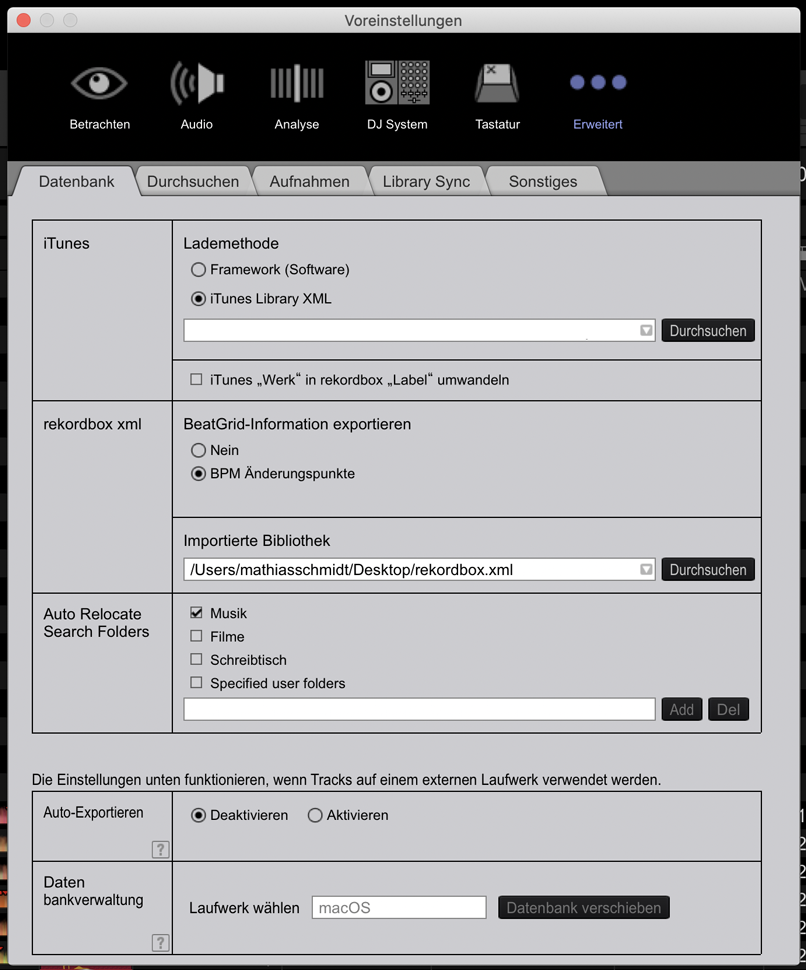 Voreinstellungen
Betrachten Audio Analyse DJ System Tastatur Erweitert
Datenbank Durchsuchen Aufnahmen Library Sync Sonstiges
iTunes
Lademethode
Framework (Software)
iTunes Library XML
Durchsuchen
iTunes „Werk“ in rekordbox „Label“ umwandeln
rekordbox xml
BeatGrid-Information exportieren
Nein
BPM Änderungspunkte
Importierte Bibliothek
/Users/mathiasschmidt/Desktop/rekordbox.xml
Durchsuchen
Auto Relocate
Search Folders
Musik
Filme
Schreibtisch
Specified user folders
Add Del
Die Einstellungen unten funktionieren, wenn Tracks auf einem externen Laufwerk verwendet werden.
Auto-Exportieren
Deaktivieren Aktivieren
?
Daten
bankverwaltung
Laufwerk wählen macOS Datenbank verschieben
?